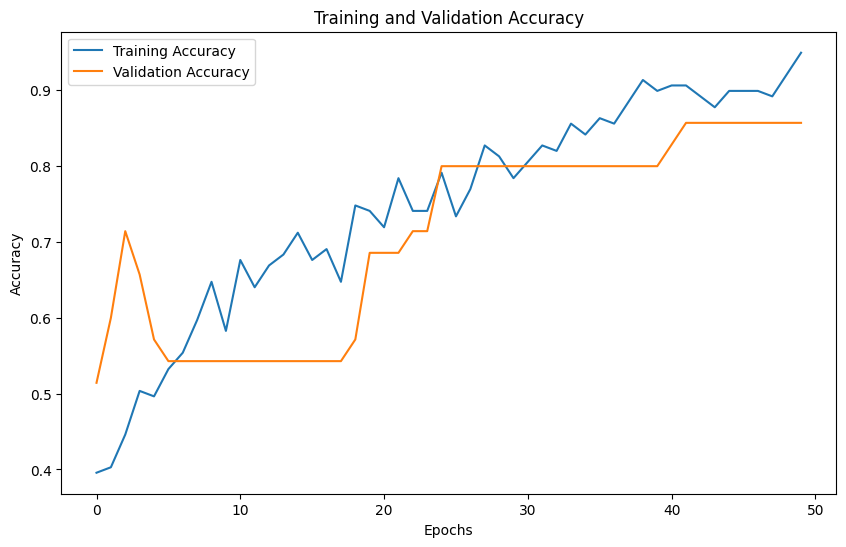 Training and Validation Accuracy
Training Accuracy
Validation Accuracy
Accuracy
0.9
0.8
0.7
0.6
0.5
0.4
0 10 20 30 40 50
Epochs